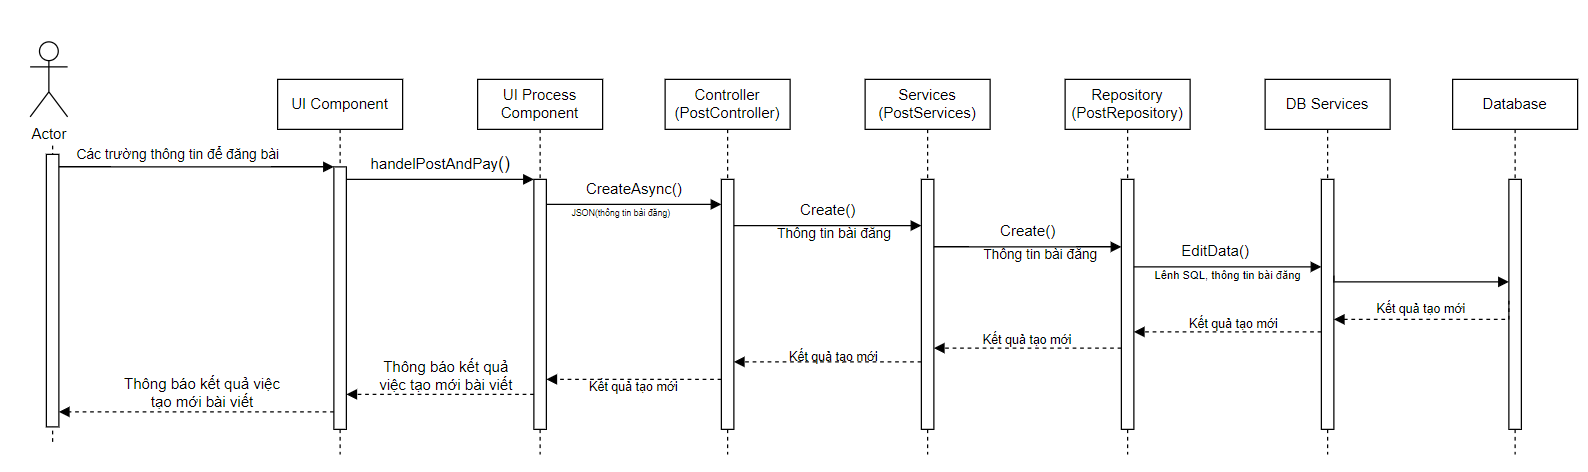 Actor
UI Component
UI Process
Component
Controller
(PostController)
Services
(PostServices)
Repository
(PostRepository)
DB Services
Database
Các trường thông tin để đăng bài
handelPostAndPay()
CreateAsync()
JSON(thông tin bài đăng)
Create()
Thông tin bài đăng
Create()
Thông tin bài đăng
EditData()
Lênh SQL, thông tin bài đăng
Kết quả tạo mới
Kết quả tạo mới
Kết quả tạo mới
Kết quả tạo mới
Kết quả tạo mới
Thông báo kết quả
việc tạo mới bài viết
Thông báo kết quả việc
tạo mới bài viết